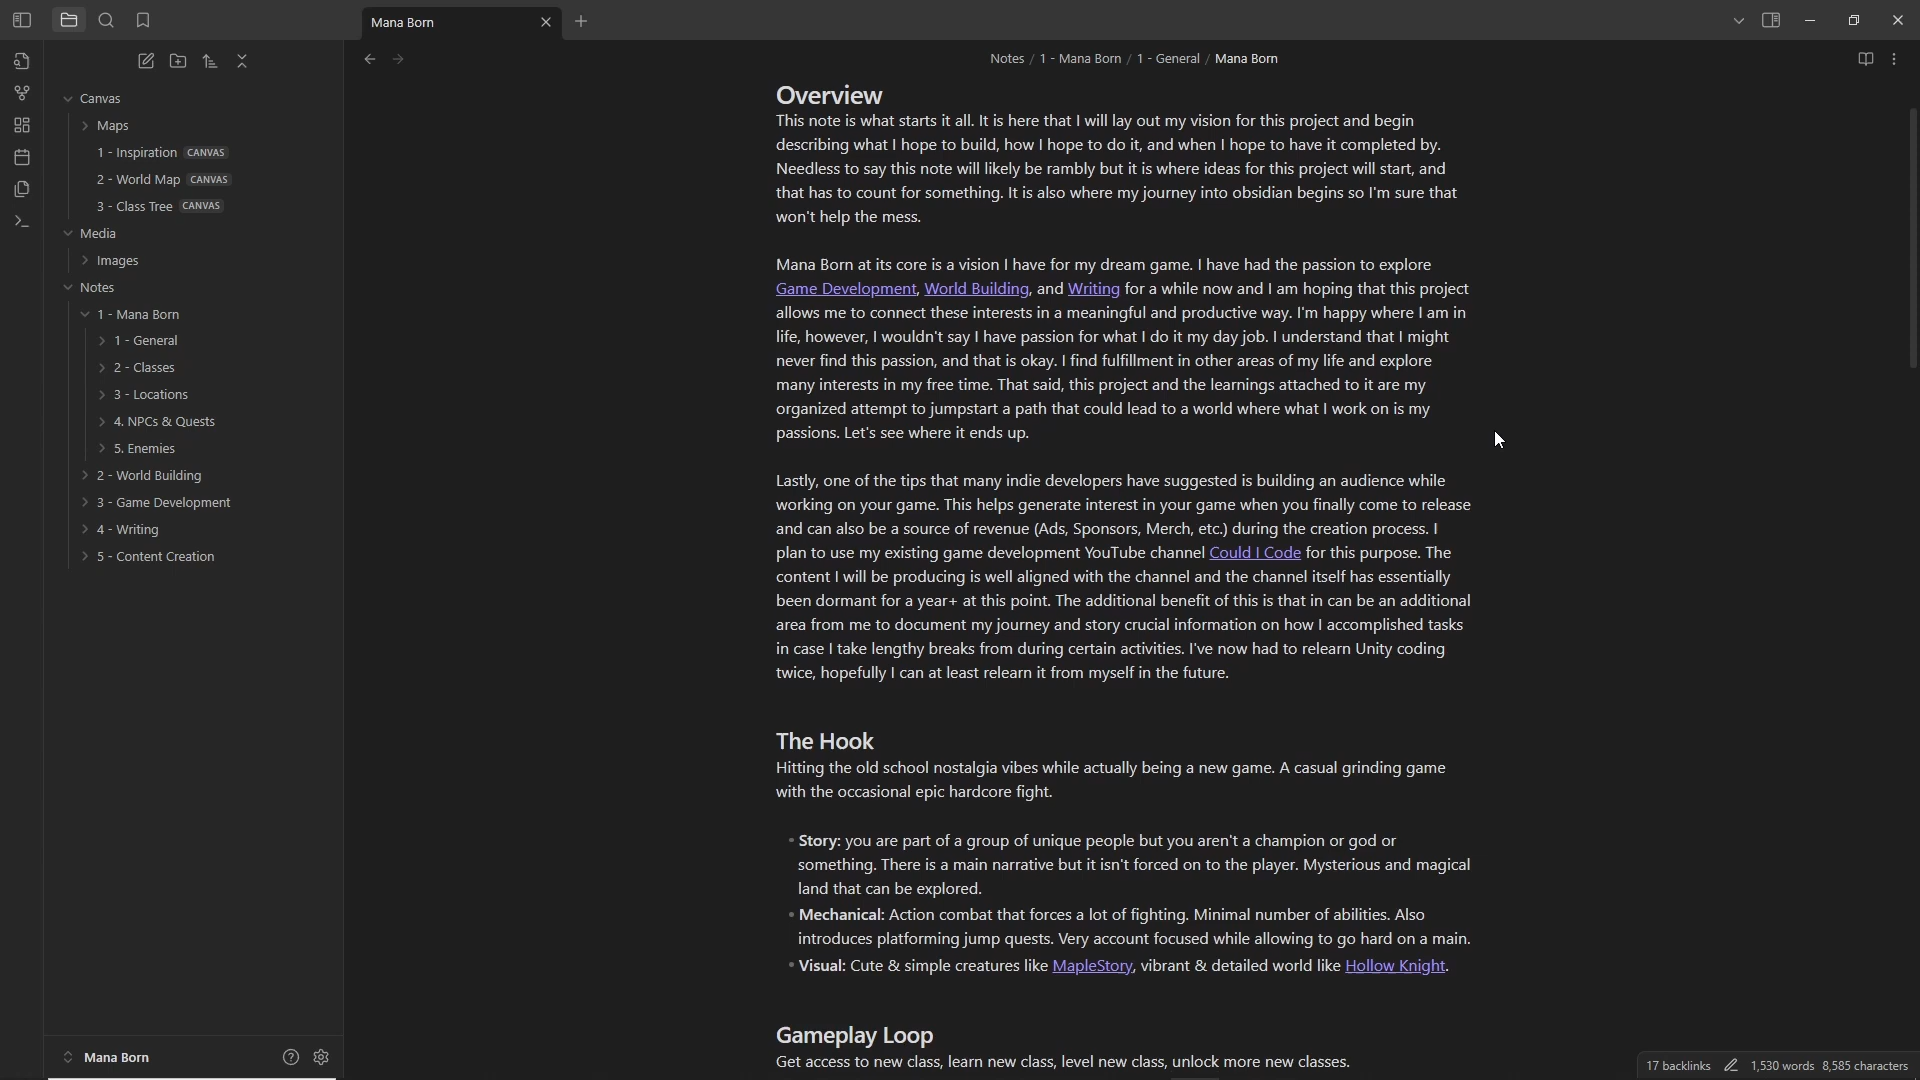 Mana Born
Notes / 1 - Mana Born / 1 - General / Mana Born
Canvas
Maps
1 - Inspiration CANVAS
2 - World Map CANVAS
3 - Class Tree CANVAS
Media
Images
Notes
1 - Mana Born
1 - General
2 - Classes
3 - Locations
4. NPCs & Quests
5. Enemies
2 - World Building
3 - Game Development
4 - Writing
5 - Content Creation
Mana Born
Overview
This note is what starts it all. It is here that I will lay out my vision for this project and begin
describing what I hope to build, how I hope to do it, and when I hope to have it completed by.
Needless to say this note will likely be rambly but it is where ideas for this project will start, and
that has to count for something. It is also where my journey into obsidian begins so I'm sure that
won't help the mess.
Mana Born at its core is a vision I have for my dream game. I have had the passion to explore
Game Development, World Building, and Writing for a while now and I am hoping that this project
allows me to connect these interests in a meaningful and productive way. I'm happy where I am in
life, however, I wouldn't say I have passion for what I do it my day job. I understand that I might
never find this passion, and that is okay. I find fulfillment in other areas of my life and explore
many interests in my free time. That said, this project and the learnings attached to it are my
organized attempt to jumpstart a path that could lead to a world where what I work on is my
passions. Let's see where it ends up.
Lastly, one of the tips that many indie developers have suggested is building an audience while
working on your game. This helps generate interest in your game when you finally come to release
and can also be a source of revenue (Ads, Sponsors, Merch, etc.) during the creation process. I
plan to use my existing game development YouTube channel Could I Code for this purpose. The
content I will be producing is well aligned with the channel and the channel itself has essentially
been dormant for a year+ at this point. The additional benefit of this is that in can be an additional
area from me to document my journey and story crucial information on how I accomplished tasks
in case I take lengthy breaks from during certain activities. I've now had to relearn Unity coding
twice, hopefully I can at least relearn it from myself in the future.
The Hook
Hitting the old school nostalgia vibes while actually being a new game. A casual grinding game
with the occasional epic hardcore fight.
• Story: you are part of a group of unique people but you aren't a champion or god or
something. There is a main narrative but it isn't forced on to the player. Mysterious and magical
land that can be explored.
• Mechanical: Action combat that forces a lot of fighting. Minimal number of abilities. Also
introduces platforming jump quests. Very account focused while allowing to go hard on a main.
• Visual: Cute & simple creatures like MapleStory, vibrant & detailed world like Hollow Knight.
Gameplay Loop
Get access to new class, learn new class, level new class, unlock more new classes.
17 backlinks 1,530 words 8,585 characters